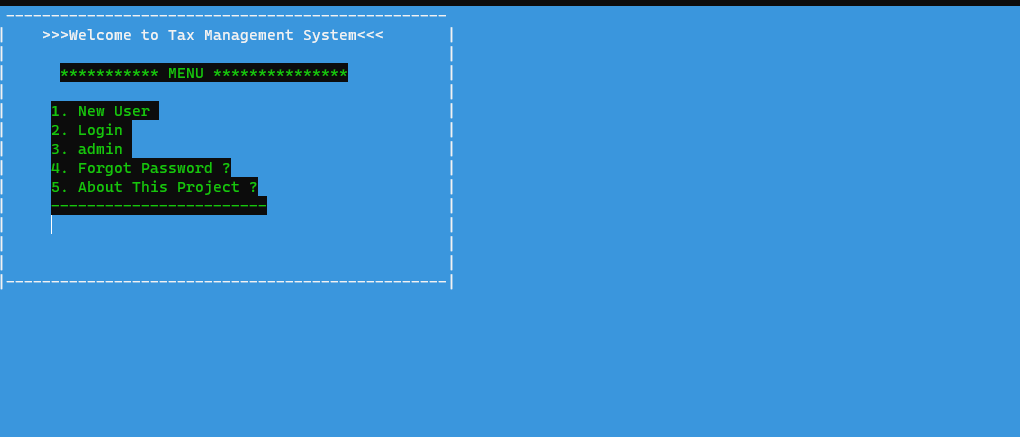 >>>Welcome to Tax Management System<<<
*********** MENU ***************
1. New User
2. Login
3. admin
4. Forgot Password ?
5. About This Project ?
------------------------